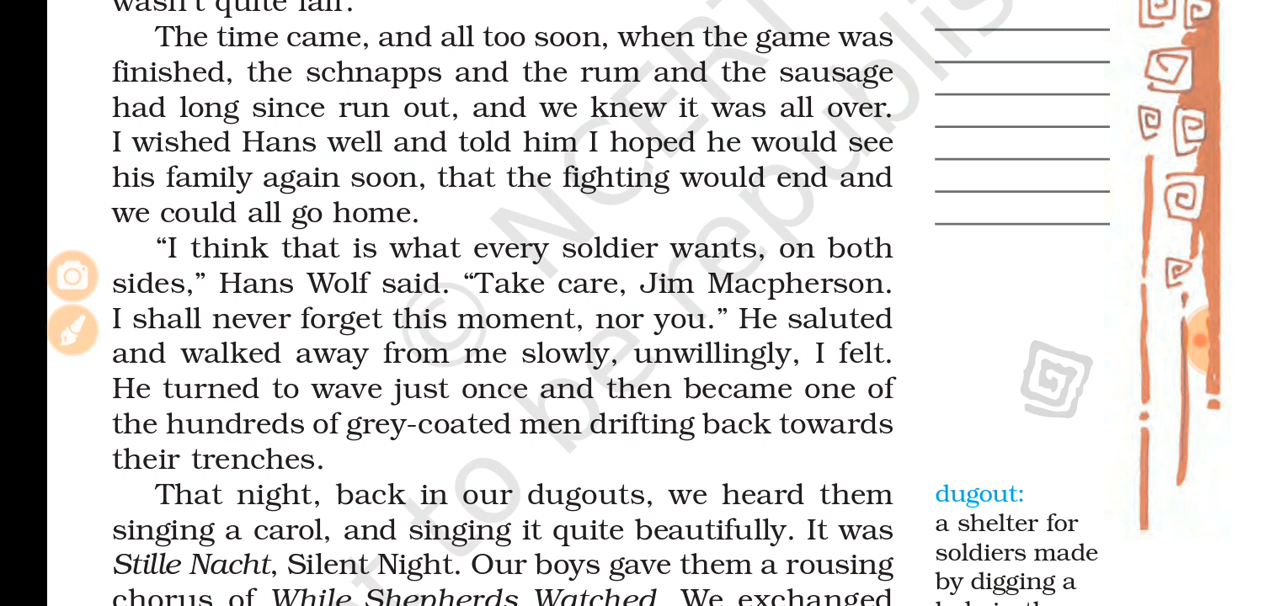 wasn't quite fair.
The time came, and all too soon, when the game was
finished, the schnapps and the rum and the sausage
had long since run out, and we knew it was all over.
I wished Hans well and told him I hoped he would see
his family again soon, that the fighting would end and
we could all go home.
“I think that is what every soldier wants, on both
sides,” Hans Wolf said. “Take care, Jim Macpherson.
I shall never forget this moment, nor you.” He saluted
and walked away from me slowly, unwillingly, I felt.
He turned to wave just once and then became one of
the hundreds of grey-coated men drifting back towards
their trenches.
That night, back in our dugouts, we heard them
singing a carol, and singing it quite beautifully. It was
Stille Nacht, Silent Night. Our boys gave them a rousing
chorus of While Shepherds Watched. We exchanged
dugout:
a shelter for
soldiers made
by digging a
© NCERT
to be republis